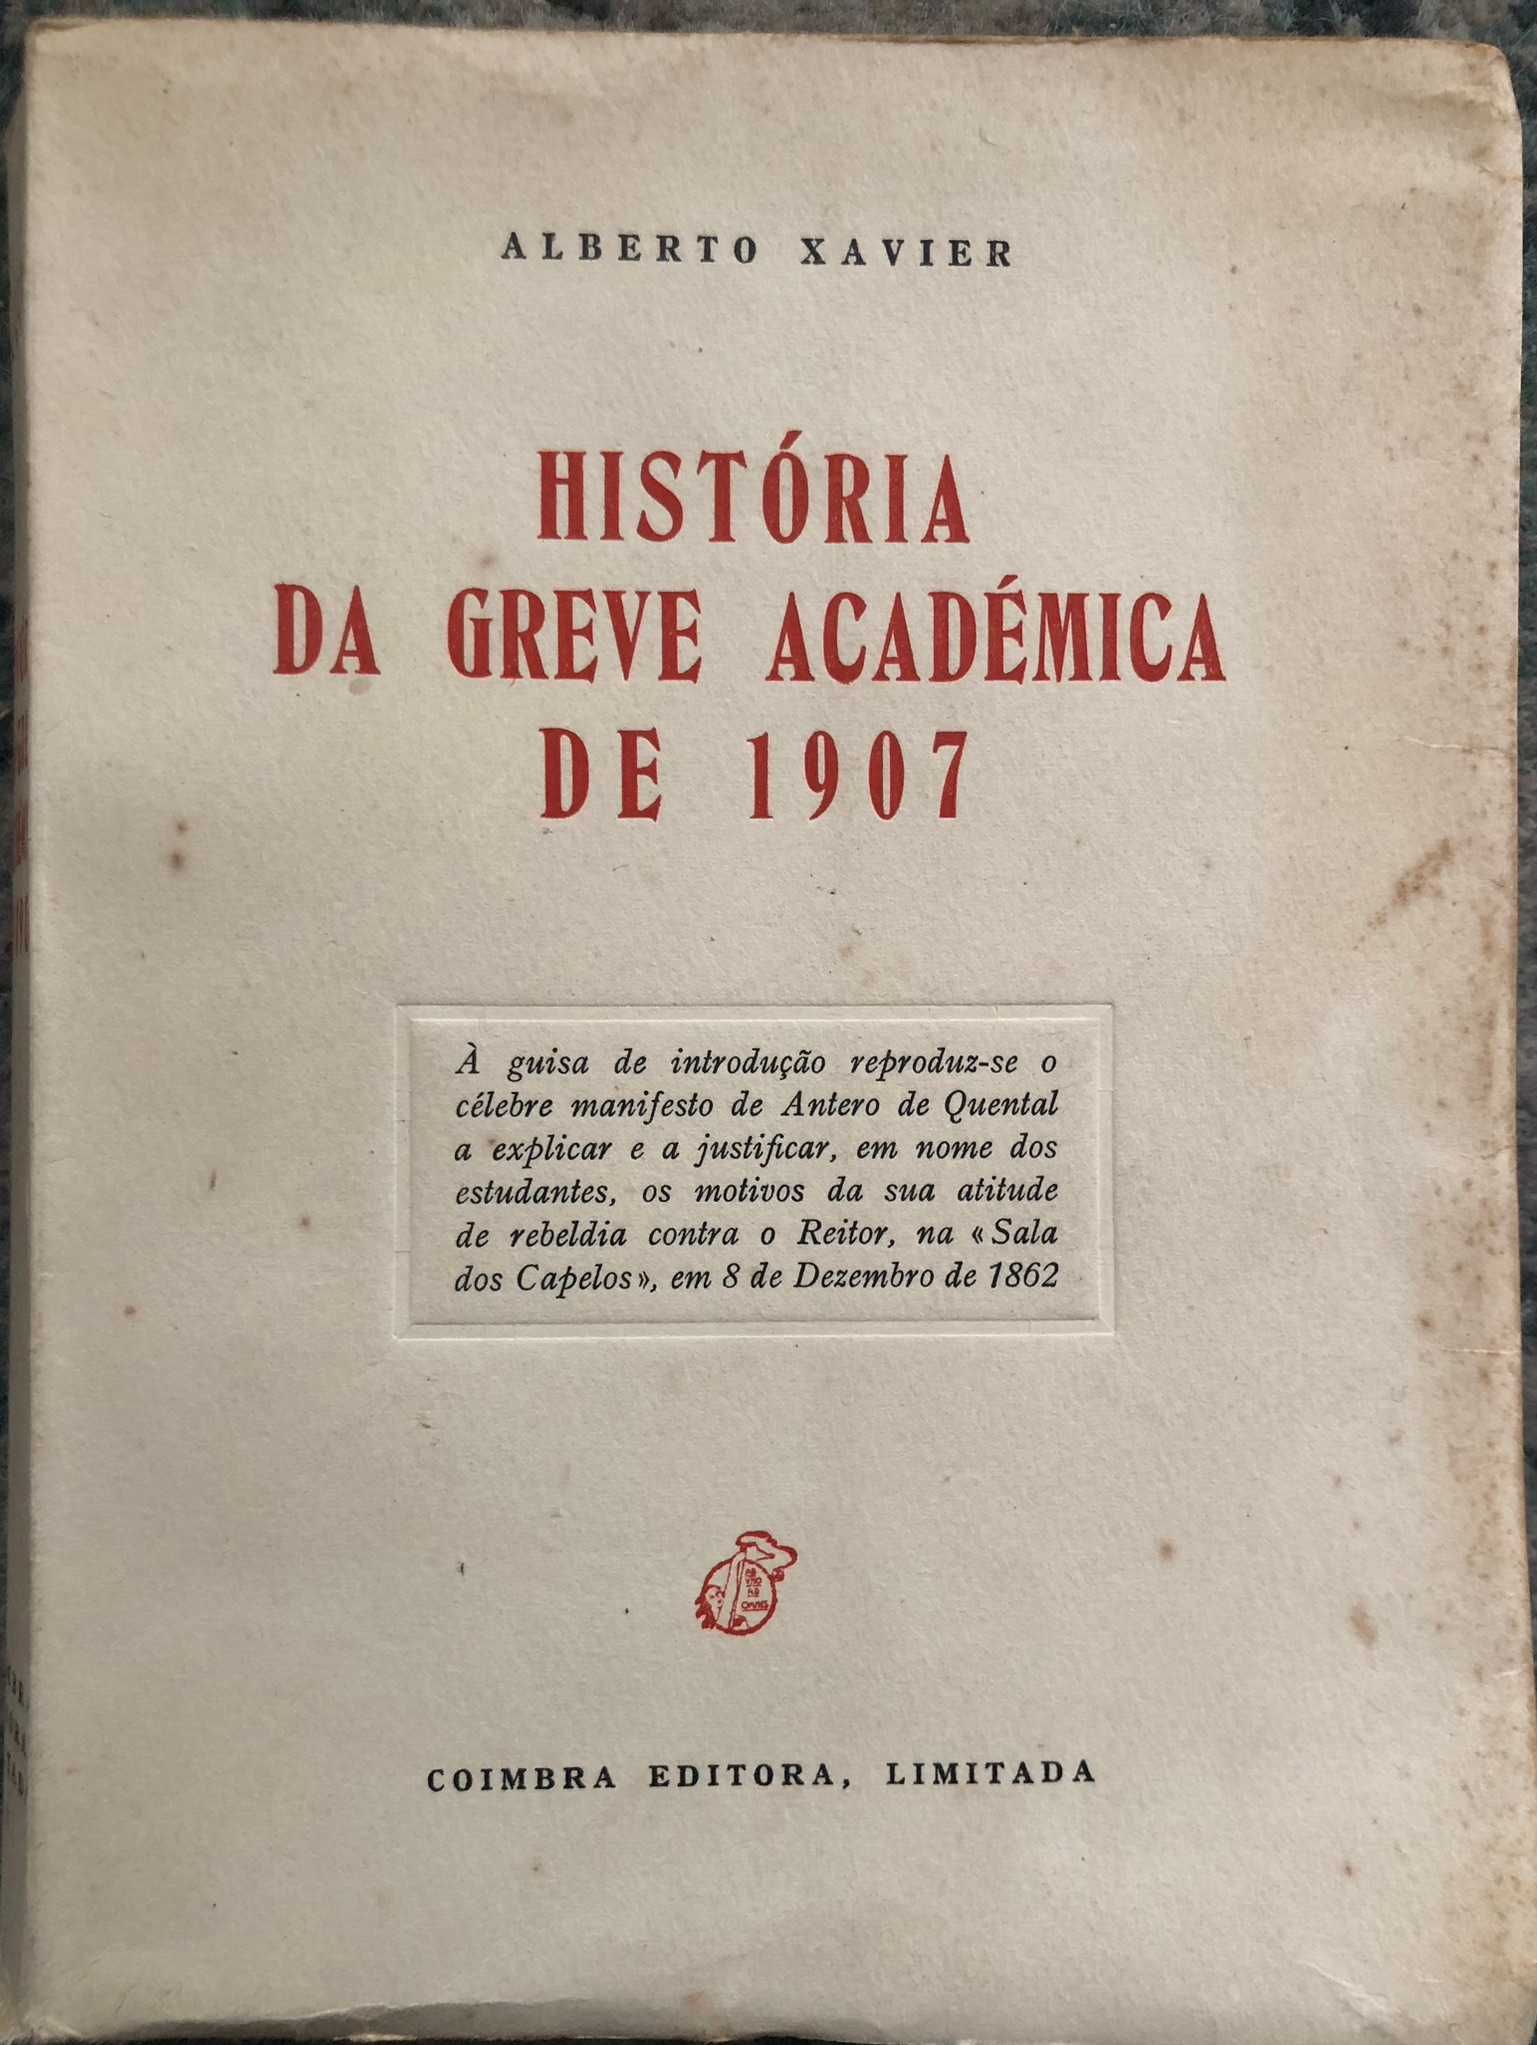 ALBERTO XAVIER
HISTÓRIA
DA GREVE ACADÉMICA
DE 1907
À guisa de introdução reproduz-se o
célebre manifesto de Antero de Quental
a explicar e a justificar, em nome dos
estudantes, os motivos da sua atitude
de rebeldia contra o Reitor, na «Sala
dos Capelos», em 8 de Dezembro de 1862
COIMBRA EDITORA, LIMITADA